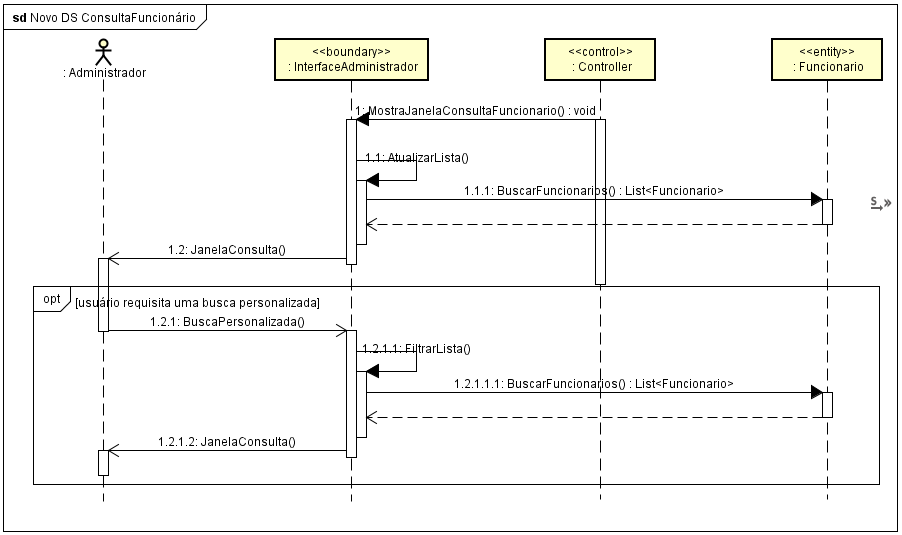 sd Novo DS ConsultaFuncionário
: Administrador
<<boundary>>
: InterfaceAdministrador
<<control>>
: Controller
<<entity>>
: Funcionario
1: MostraJanelaConsultaFuncionario() : void
1.1: AtualizarLista()
1.1.1: BuscarFuncionarios() : List<Funcionario>
S
1.2: JanelaConsulta()
opt
[usuário requisita uma busca personalizada]
1.2.1: BuscaPersonalizada()
1.2.1.1: FiltrarLista()
1.2.1.1.1: BuscarFuncionarios() : List<Funcionario>
1.2.1.2: JanelaConsulta()